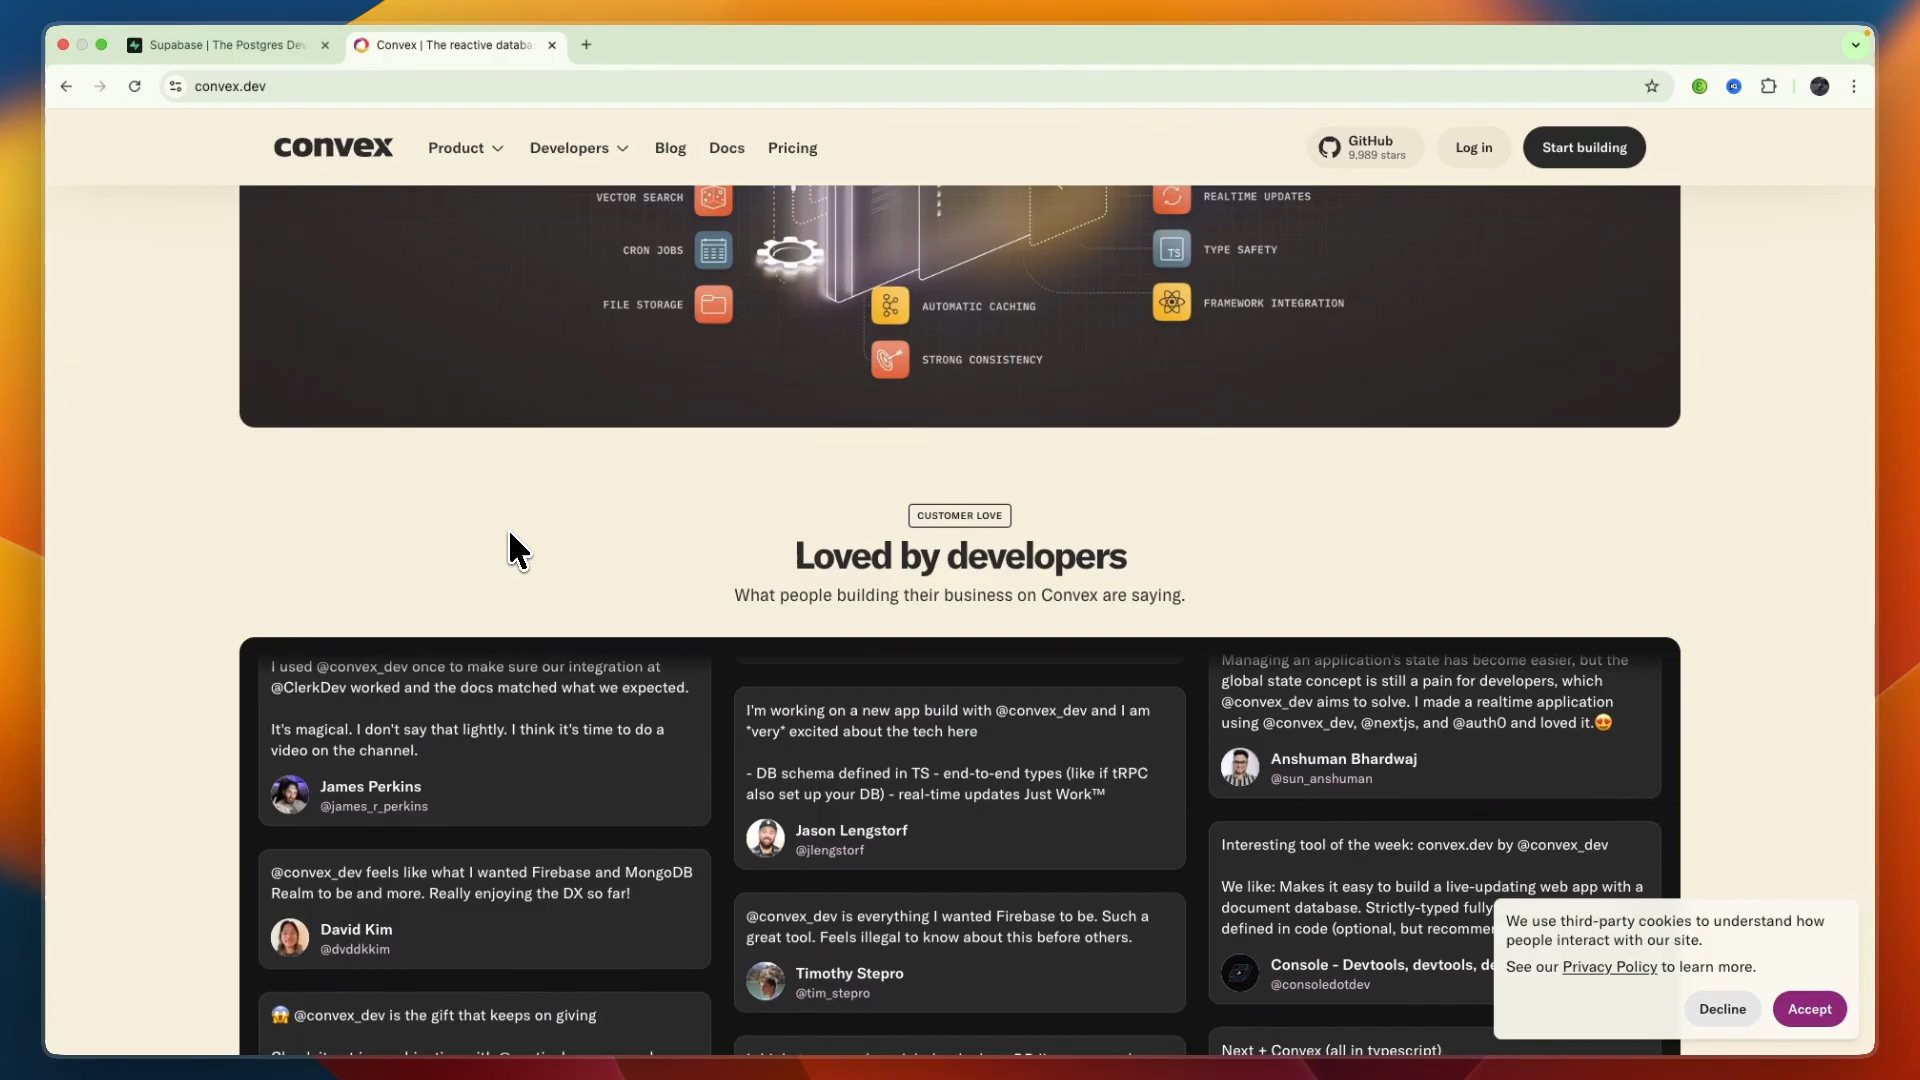 Supabase | The Postgres Dev
Convex | The reactive databa
convex.dev
convex
Product
Developers
Blog
Docs
Pricing
GitHub
9,989 stars
Log in
Start building
VECTOR SEARCH
CRON JOBS
FILE STORAGE
AUTOMATIC CACHING
STRONG CONSISTENCY
REALTIME UPDATES
TS
TYPE SAFETY
FRAMEWORK INTEGRATION
CUSTOMER LOVE
Loved by developers
What people building their business on Convex are saying.
I used @convex_dev once to make sure our integration at
@ClerkDev worked and the docs matched what we expected.
It's magical. I don't say that lightly. I think it's time to do a
video on the channel.
James Perkins
@james_r_perkins
@convex_dev feels like what I wanted Firebase and MongoDB
Realm to be and more. Really enjoying the DX so far!
David Kim
@dvddkkim
😱 @convex_dev is the gift that keeps on giving
I'm working on a new app build with @convex_dev and I am
*very* excited about the tech here
- DB schema defined in TS - end-to-end types (like if tRPC
also set up your DB) - real-time updates Just Work™
Jason Lengstorf
@jlengstorf
@convex_dev is everything I wanted Firebase to be. Such a
great tool. Feels illegal to know about this before others.
Timothy Stepro
@tim_stepro
Managing an application's state has become easier, but the
global state concept is still a pain for developers, which
@convex_dev aims to solve. I made a realtime application
using @convex_dev, @nextjs, and @auth0 and loved it.😍
Anshuman Bhardwaj
@sun_anshuman
Interesting tool of the week: convex.dev by @convex_dev
We like: Makes it easy to build a live-updating web app with a
document database. Strictly-typed fully
defined in code (optional, but recommen
Console - Devtools, devtools, de
@consoledotdev
Next + Convex (all in typescript)
We use third-party cookies to understand how
people interact with our site.
See our Privacy Policy to learn more.
Decline
Accept